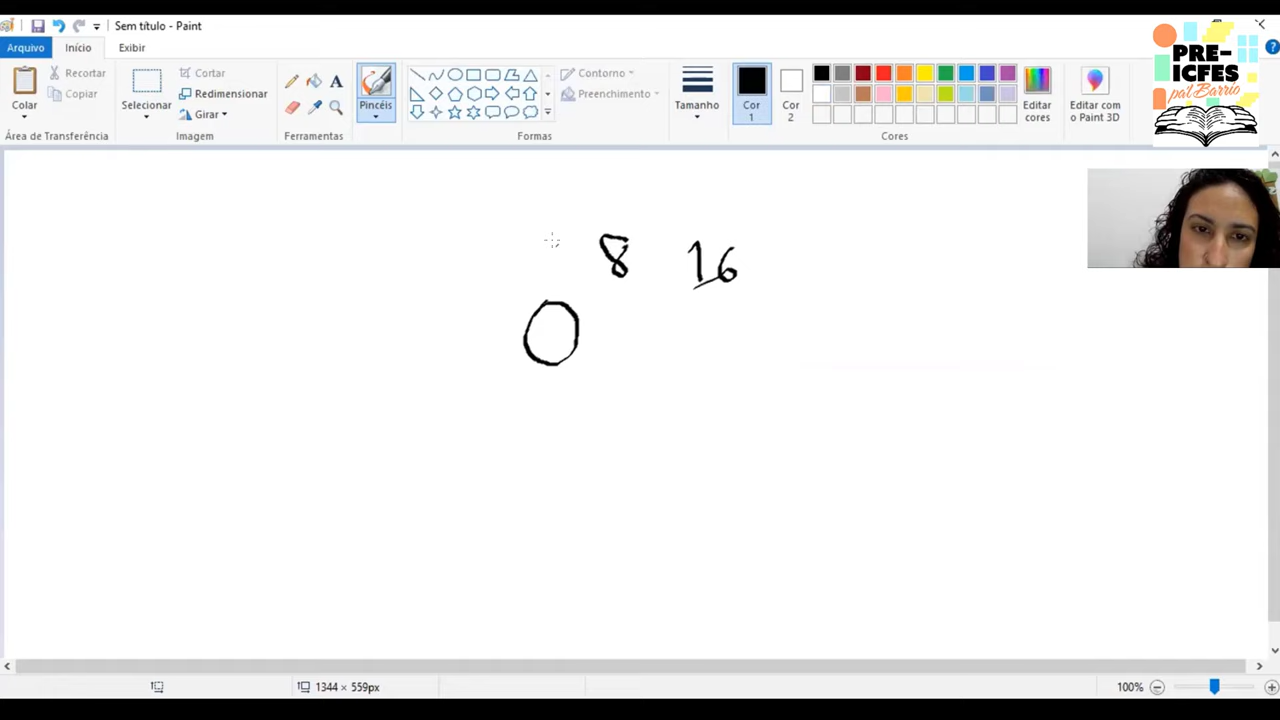 Sem título - Paint
Arquivo Início Exibir
Colar
Recortar
Copiar
Área de Transferência
Selecionar
Cortar
Redimensionar
Girar
Imagem
A
Ferramentas
Pincéis
Contorno
Preenchimento
Formas
Tamanho
Cor 1
Cor 2
Editar cores
Cores
Editar com o Paint 3D
PRE-
ICFES
pal' Barrio
8 16
O
1344 × 559px
100%